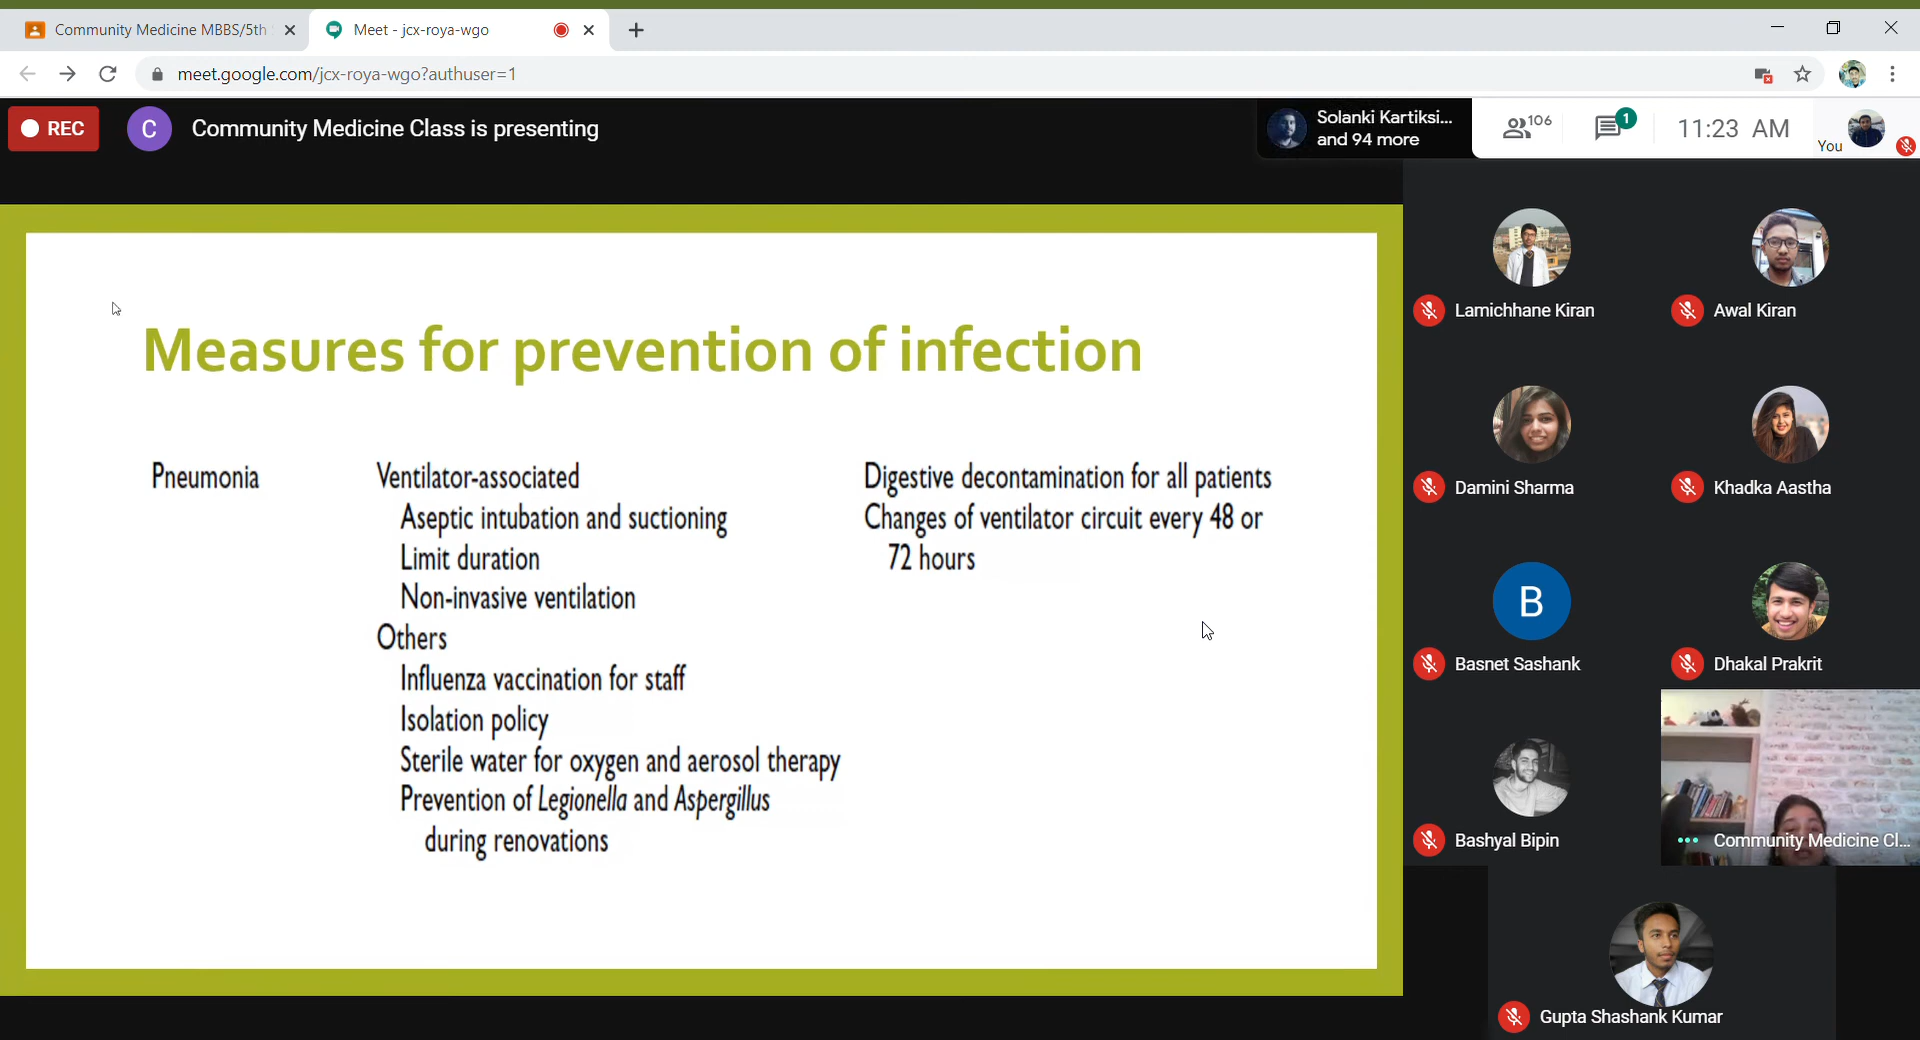 Community Medicine MBBS/5th
Meet - jcx-roya-wgo
meet.google.com/jcx-roya-wgo?authuser=1
REC
C
Community Medicine Class is presenting
Solanki Kartiksi...
and 94 more
106
1
11:23 AM
You
Measures for prevention of infection
Pneumonia
Ventilator-associated
Aseptic intubation and suctioning
Limit duration
Non-invasive ventilation
Others
Influenza vaccination for staff
Isolation policy
Sterile water for oxygen and aerosol therapy
Prevention of Legionella and Aspergillus
during renovations
Digestive decontamination for all patients
Changes of ventilator circuit every 48 or
72 hours
Lamichhane Kiran
Awal Kiran
Damini Sharma
Khadka Aastha
B
Basnet Sashank
Dhakal Prakrit
Bashyal Bipin
Community Medicine Cl...
Gupta Shashank Kumar